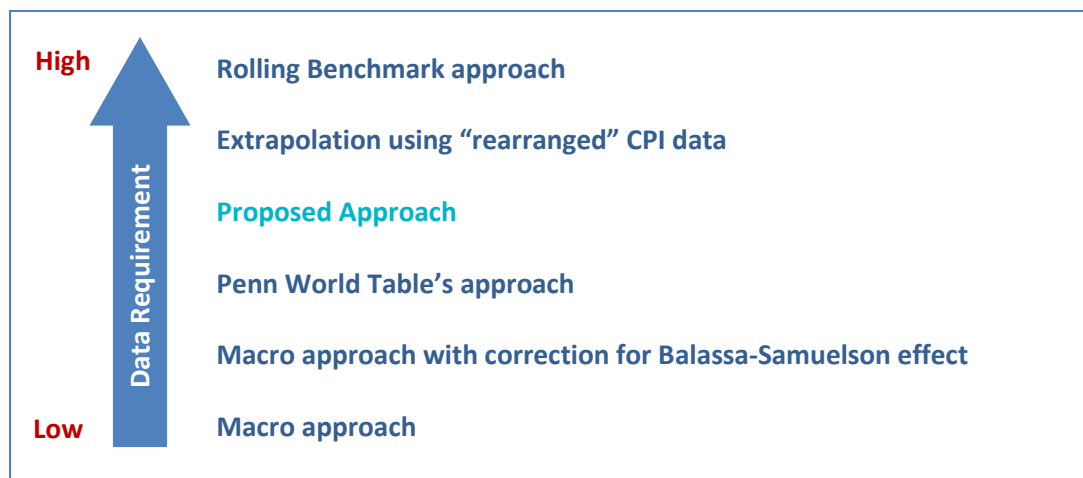 High
Rolling Benchmark approach
Extrapolation using “rearranged” CPI data
Proposed Approach
Penn World Table’s approach
Macro approach with correction for Balassa-Samuelson effect
Low
Macro approach
Data Requirement